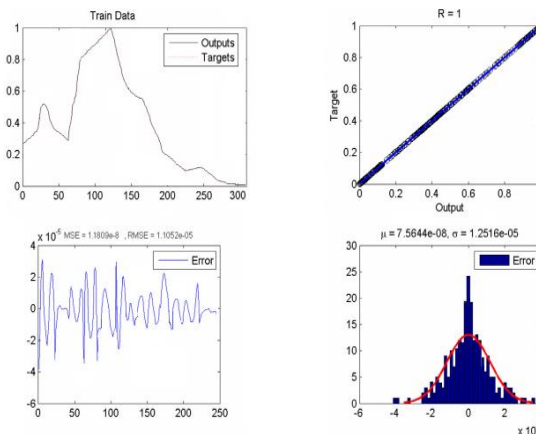 Train Data
Outputs
Targets
1
0.8
0.6
0.4
0.2
0
0 50 100 150 200 250 300
R = 1
Target
1
0.8
0.6
0.4
0.2
0
0 0.2 0.4 0.6 0.8
Output
x 10
MSE = 1.1809e-8 , RMSE = 1.1052e-05
Error
4
2
0
-2
-4
-6
0 50 100 150 200 250
μ = 7.5644e-08, σ = 1.2516e-05
Error
30
25
20
15
10
5
0
-6 -4 -2 0 2
x 10